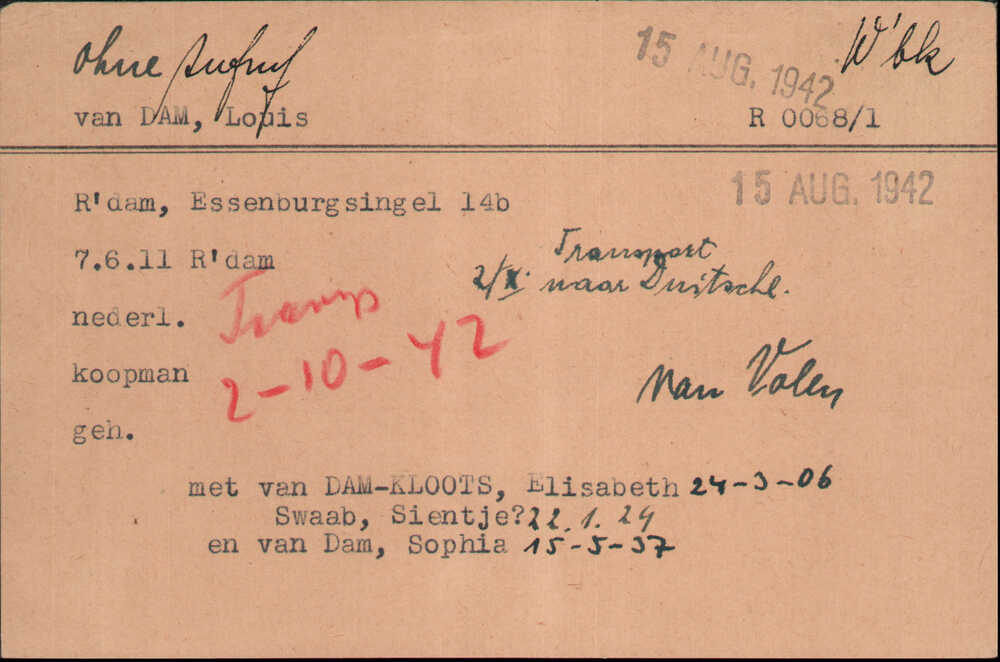 ohne Aufruf
15 AUG. 1942
W'bk
van DAM, Louis
R 0068/1
15 AUG. 1942
R'dam, Essenburgsingel 14b
7.6.11 R'dam
Transport
2/X. naar Duitschl.
nederl.
Transp
2-10-42
koopman
van Volen
geh.
met van DAM-KLOOTS, Elisabeth 24-3-06
Swaab, Sientje? 22.1.24
en van Dam, Sophia 15-5-37